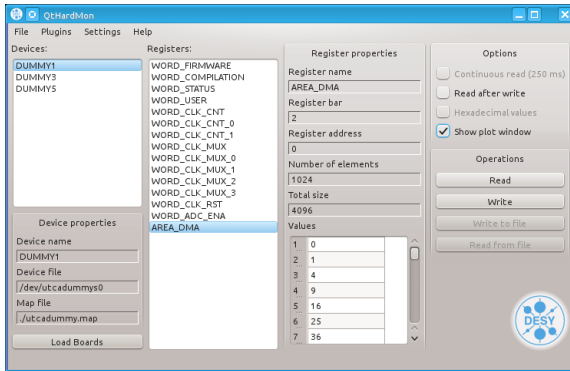 QtHardMon
File Plugins Settings Help
Devices:
DUMMY1
DUMMY3
DUMMY5
Device properties
Device name
DUMMY1
Device file
/dev/utcadummys0
Map file
./utcadummy.map
Load Boards
Registers:
WORD_FIRMWARE
WORD_COMPILATION
WORD_STATUS
WORD_USER
WORD_CLK_CNT
WORD_CLK_CNT_0
WORD_CLK_CNT_1
WORD_CLK_MUX
WORD_CLK_MUX_0
WORD_CLK_MUX_1
WORD_CLK_MUX_2
WORD_CLK_MUX_3
WORD_CLK_RST
WORD_ADC_ENA
AREA_DMA
Register properties
Register name
AREA_DMA
Register bar
2
Register address
0
Number of elements
1024
Total size
4096
Values
1 0
2 1
3 4
4 9
5 16
6 25
7 36
Options
Continuous read (250 ms)
Read after write
Hexadecimal values
Show plot window
Operations
Read
Write
Write to file
Read from file
DESY